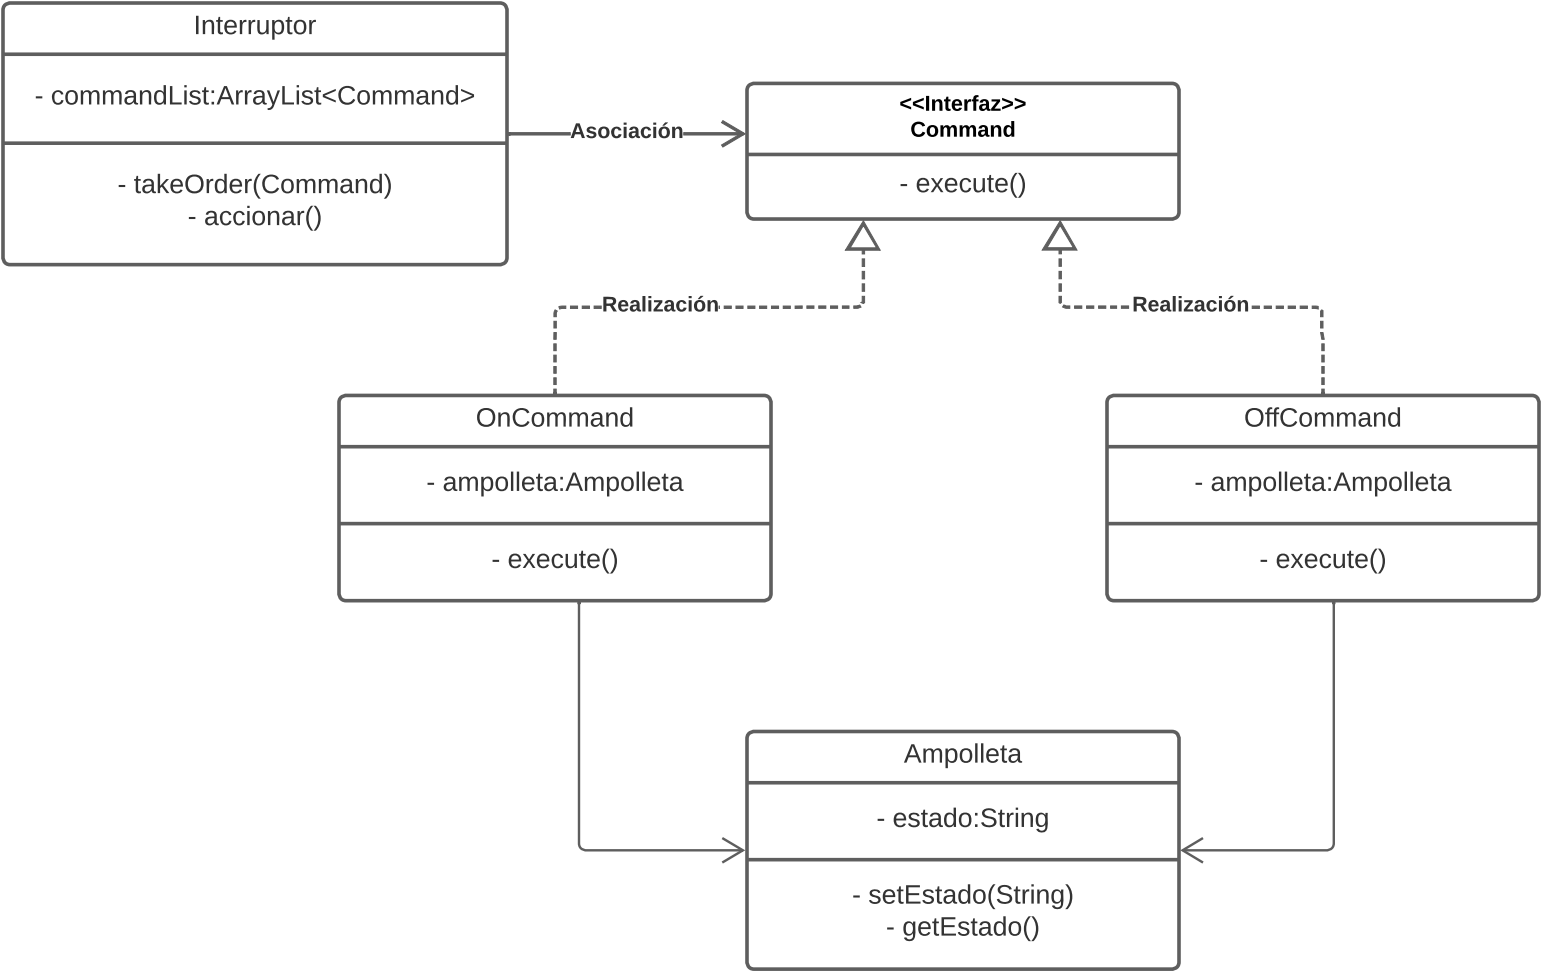 Interruptor
- commandList:ArrayList<Command>
- takeOrder(Command)
- accionar()
Asociación
<<Interfaz>>
Command
- execute()
Realización
Realización
OnCommand
- ampolleta:Ampolleta
- execute()
OffCommand
- ampolleta:Ampolleta
- execute()
Ampolleta
- estado:String
- setEstado(String)
- getEstado()